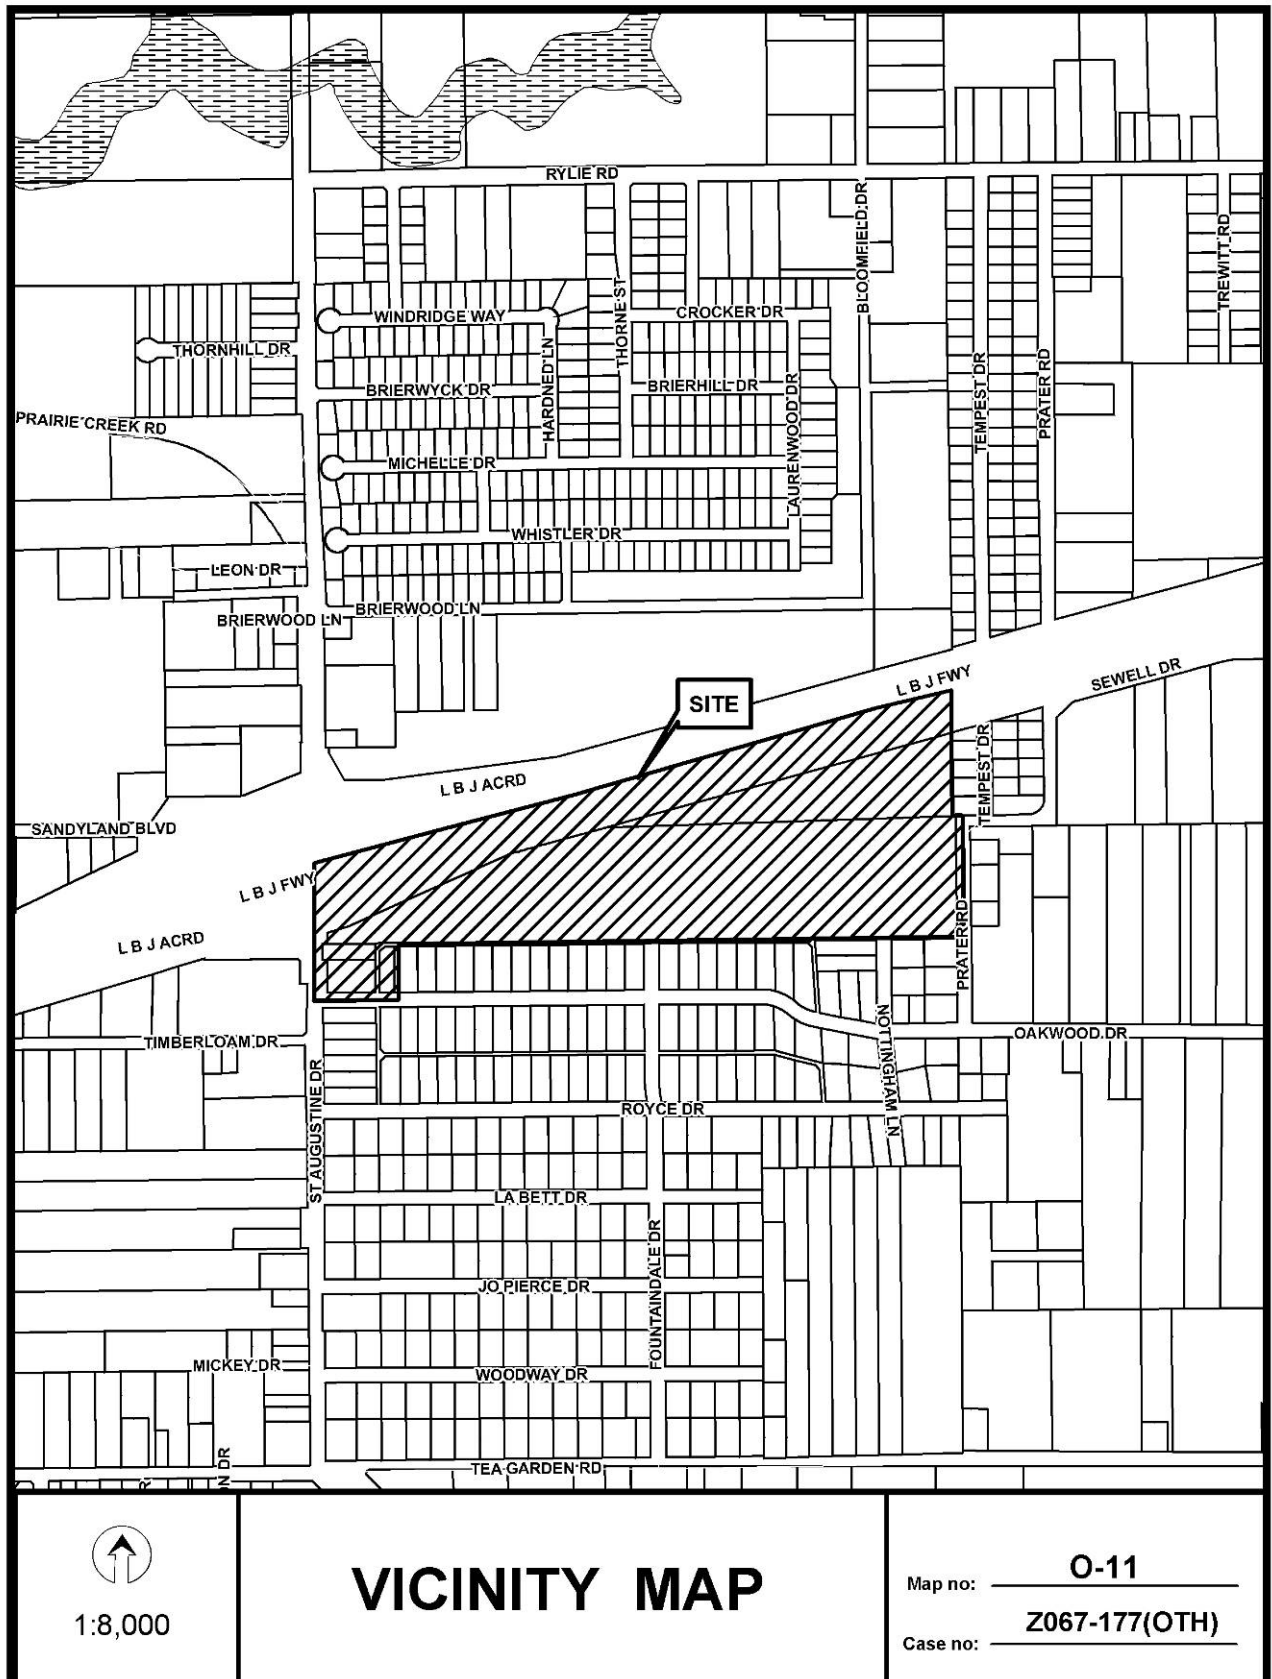 RYLIE RD
BLOOMFIELD DR
TREWITT RD
WINDRIDGE WAY
THORNE ST
CROCKER DR
THORNHILL DR
HARDNED LN
BRIERWYCK DR
BRIERHILL DR
LAURENWOOD DR
TEMPEST DR
PRATER RD
PRAIRIE CREEK RD
MICHELLE DR
WHISTLER DR
LEON DR
BRIERWOOD LN
BRIERWOOD LN
L B J FWY
SEWELL DR
SITE
L B J ACRD
TEMPEST DR
SANDYLAND BLVD
L B J FWY
L B J ACRD
PRATER RD
TIMBERLOAM DR
NOTTINGHAM LN
OAKWOOD DR
ST AUGUSTINE DR
ROYCE DR
LA BETT DR
FOUNTAINDALE DR
JO PIERCE DR
MICKEY DR
WOODWAY DR
TEA GARDEN RD
ON DR
1:8,000
VICINITY MAP
Map no: O-11
Case no: Z067-177(OTH)